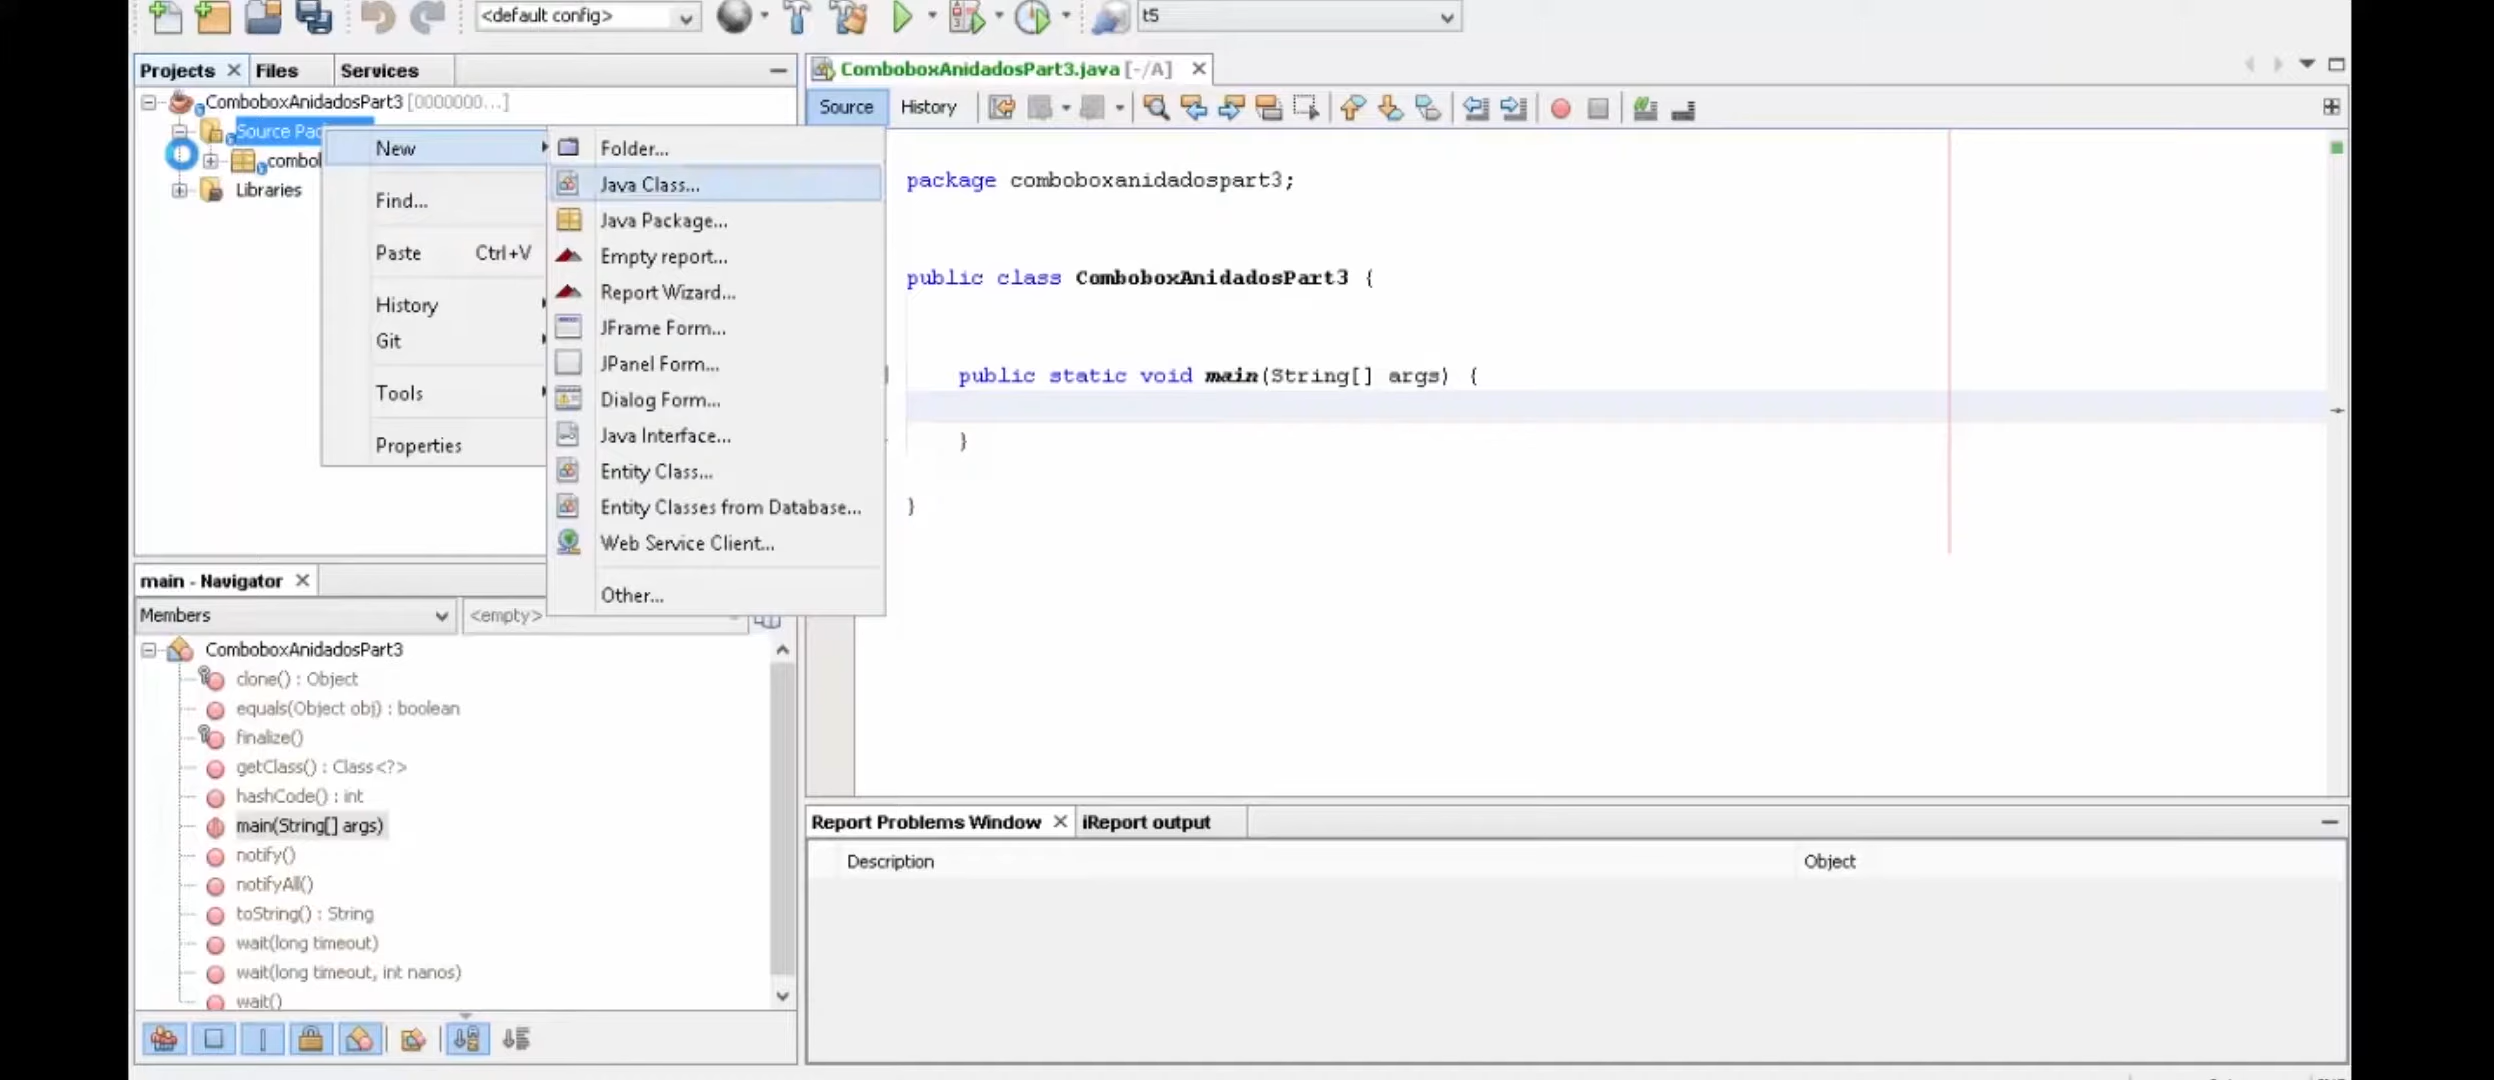 <default config>
t5
Projects
Files
Services
ComboboxAnidadosPart3 [0000000...]
Source Pac
combo
Libraries
New
Find...
Paste Ctrl+V
History
Git
Tools
Properties
Folder...
Java Class...
Java Package...
Empty report...
Report Wizard...
JFrame Form...
JPanel Form...
Dialog Form...
Java Interface...
Entity Class...
Entity Classes from Database...
Web Service Client...
Other...
ComboboxAnidadosPart3.java [-/A]
Source
History
package comboboxanidadospart3;
public class ComboboxAnidadosPart3 {
public static void main(String[] args) {
}
}
main - Navigator
Members
<empty>
ComboboxAnidadosPart3
clone() : Object
equals(Object obj) : boolean
finalize()
getClass() : Class<?>
hashCode() : int
main(String[] args)
notify()
notifyAll()
toString() : String
wait(long timeout)
wait(long timeout, int nanos)
wait()
Report Problems Window
iReport output
Description
Object